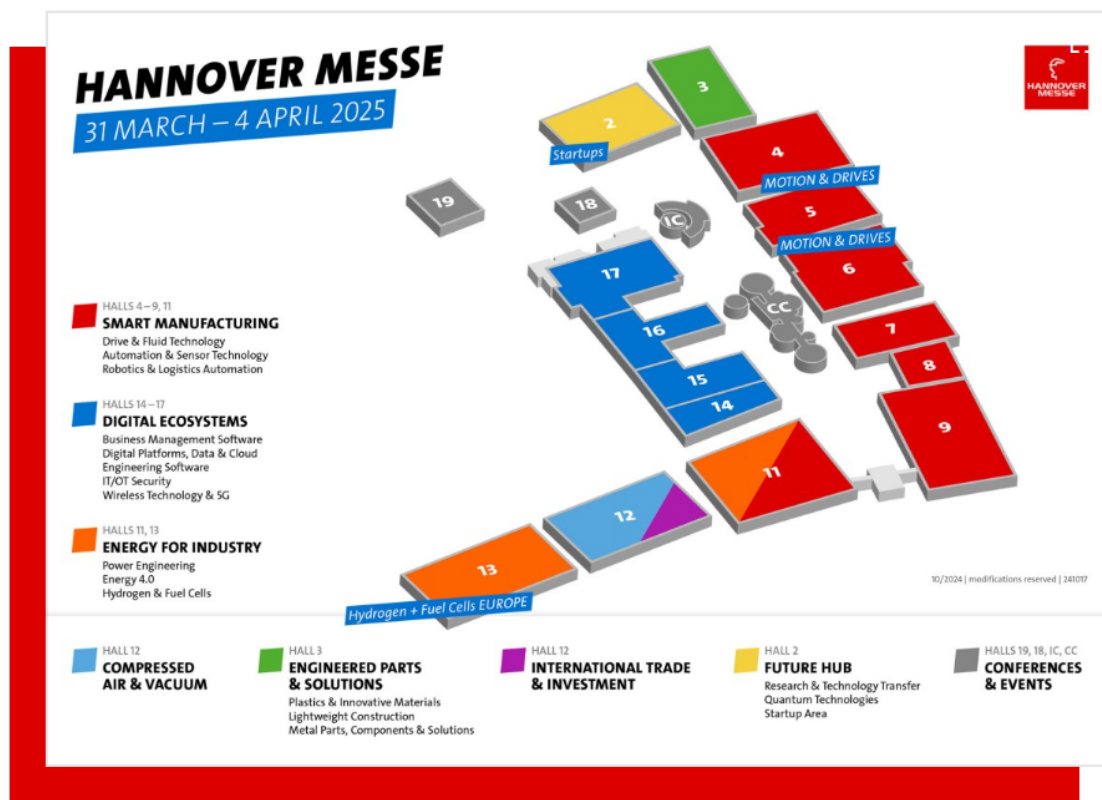 HANNOVER MESSE
31 MARCH – 4 APRIL 2025
HANNOVER
MESSE
3
2
Startups
4
MOTION & DRIVES
19
18
IC
5
MOTION & DRIVES
17
6
CC
16
7
8
15
14
9
11
12
13
Hydrogen + Fuel Cells EUROPE
HALLS 4–9, 11
SMART MANUFACTURING
Drive & Fluid Technology
Automation & Sensor Technology
Robotics & Logistics Automation
HALLS 14–17
DIGITAL ECOSYSTEMS
Business Management Software
Digital Platforms, Data & Cloud
Engineering Software
IT/OT Security
Wireless Technology & 5G
HALLS 11, 13
ENERGY FOR INDUSTRY
Power Engineering
Energy 4.0
Hydrogen & Fuel Cells
10/2024 | modifications reserved | 241017
HALL 12
COMPRESSED
AIR & VACUUM
HALL 3
ENGINEERED PARTS
& SOLUTIONS
Plastics & Innovative Materials
Lightweight Construction
Metal Parts, Components & Solutions
HALL 12
INTERNATIONAL TRADE
& INVESTMENT
HALL 2
FUTURE HUB
Research & Technology Transfer
Quantum Technologies
Startup Area
HALLS 19, 18, IC, CC
CONFERENCES
& EVENTS